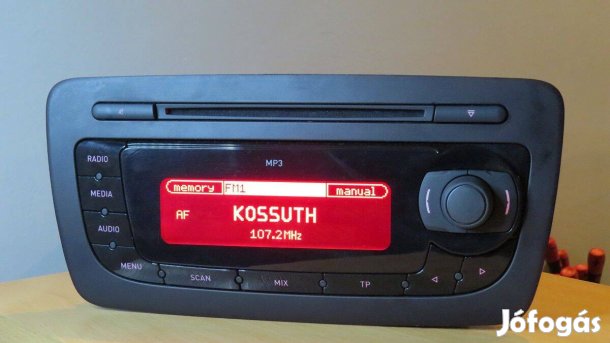 MP3
RADIO
MEDIA
AUDIO
memory FM1 manual
AF KOSSUTH
107.2MHz
MENU SCAN MIX TP
Jófogás